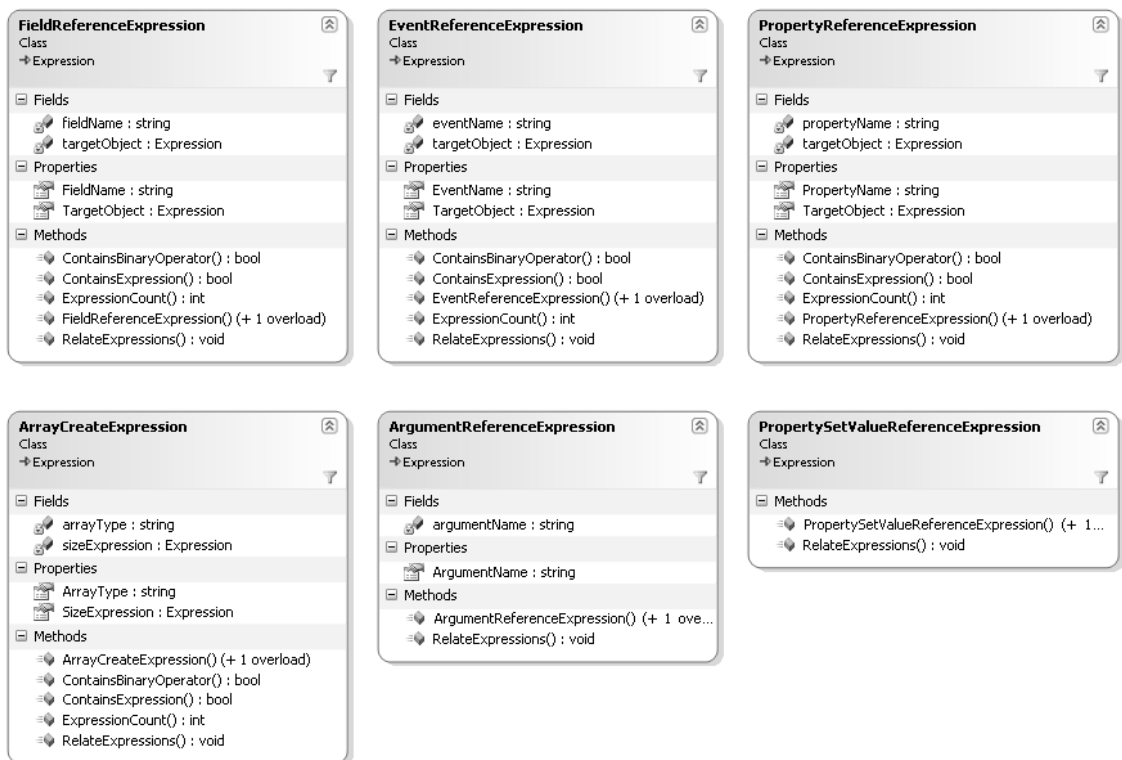 FieldReferenceExpression
Class
Expression
Fields
fieldName : string
targetObject : Expression
Properties
FieldName : string
TargetObject : Expression
Methods
ContainsBinaryOperator() : bool
ContainsExpression() : bool
ExpressionCount() : int
FieldReferenceExpression() (+ 1 overload)
RelateExpressions() : void
EventReferenceExpression
Class
Expression
Fields
eventName : string
targetObject : Expression
Properties
EventName : string
TargetObject : Expression
Methods
ContainsBinaryOperator() : bool
ContainsExpression() : bool
EventReferenceExpression() (+ 1 overload)
ExpressionCount() : int
RelateExpressions() : void
PropertyReferenceExpression
Class
Expression
Fields
propertyName : string
targetObject : Expression
Properties
PropertyName : string
TargetObject : Expression
Methods
ContainsBinaryOperator() : bool
ContainsExpression() : bool
ExpressionCount() : int
PropertyReferenceExpression() (+ 1 overload)
RelateExpressions() : void
ArrayCreateExpression
Class
Expression
Fields
arrayType : string
sizeExpression : Expression
Properties
ArrayType : string
SizeExpression : Expression
Methods
ArrayCreateExpression() (+ 1 overload)
ContainsBinaryOperator() : bool
ContainsExpression() : bool
ExpressionCount() : int
RelateExpressions() : void
ArgumentReferenceExpression
Class
Expression
Fields
argumentName : string
Properties
ArgumentName : string
Methods
ArgumentReferenceExpression() (+ 1 ove...
RelateExpressions() : void
PropertySetValueReferenceExpression
Class
Expression
Methods
PropertySetValueReferenceExpression() (+ 1...
RelateExpressions() : void